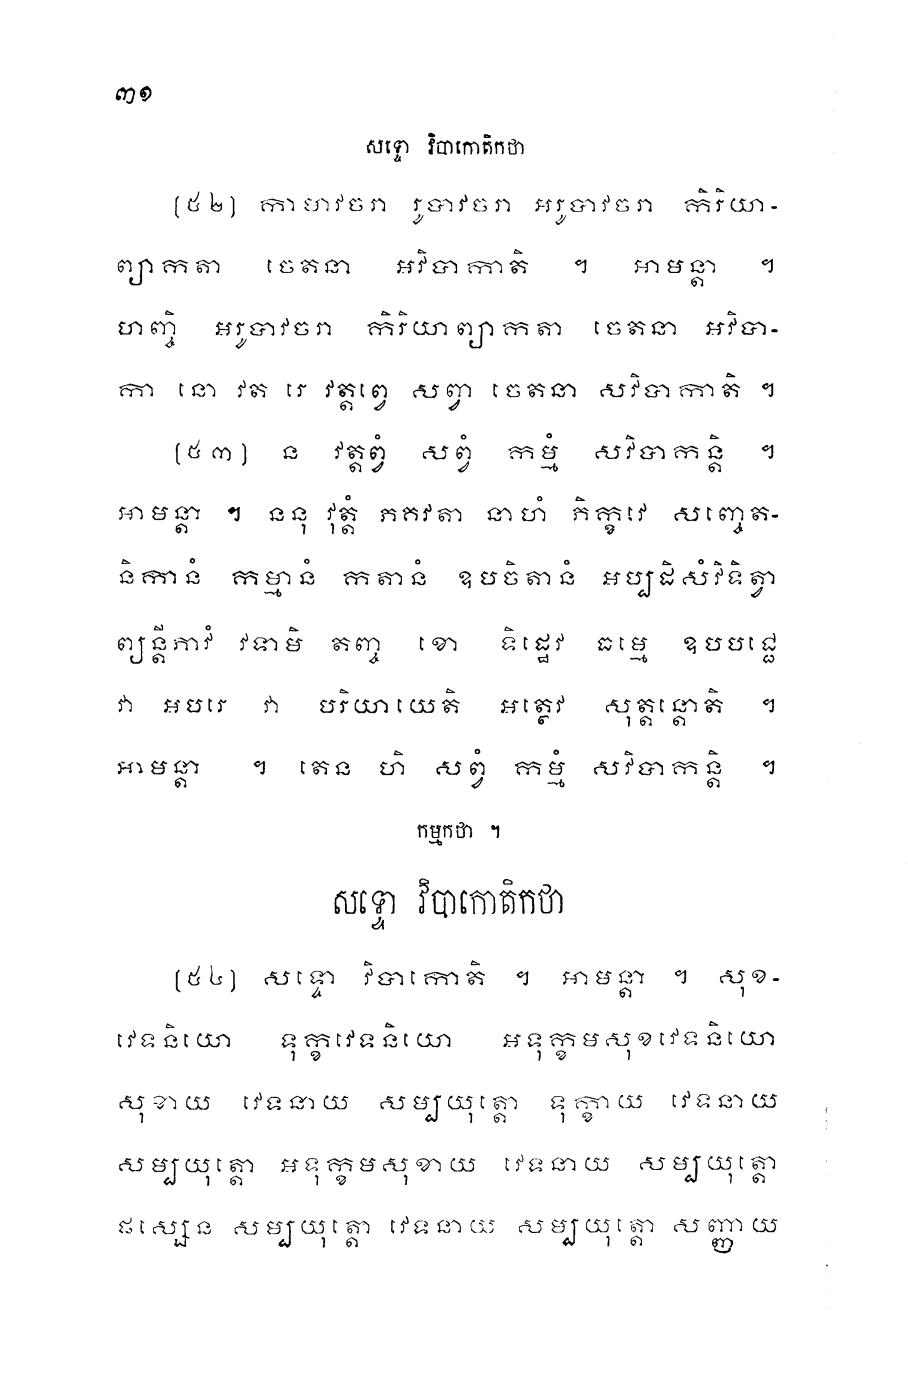 ៣១
សទ្ទោ វិបាកោតិកថា
(៥២) កាមាវចរា រូបាវចរា អរូបាវចរា កិរិយា-
ព្យាកតា ចេតនា អវិបាកាតិ ។ អាមន្តា ។
ហញ្ចិ អរូបាវចរា កិរិយាព្យាកតា ចេតនា អវិបា-
កា នោ វត រេ វត្តព្វេ សព្វា ចេតនា សវិបាកាតិ ។
(៥៣) ន វត្តព្វំ សព្វំ កម្មំ សវិបាកន្តិ ។
អាមន្តា ។ ននុ វុត្តំ ភគវតា នាហំ ភិក្ខវេ សញ្ចេត-
និកានំ កម្មានំ កតានំ ឧបចិតានំ អប្បដិសំវិទិត្វា
ព្យន្តីភាវំ វទាមិ តញ្ច ខោ ទិដ្ឋេវ ធម្មេ ឧបបជ្ជេ
វា អបរេ វា បរិយាយេតិ អត្ថេវ សុត្តន្តោតិ ។
អាមន្តា ។ តេន ហិ សព្វំ កម្មំ សវិបាកន្តិ ។
កម្មកថា ។
សទ្ទោ វិបាកោតិកថា
(៥៤) សទ្ទោ វិបាកោតិ ។ អាមន្តា ។ សុខ-
វេទនិយោ ទុក្ខវេទនិយោ អទុក្ខមសុខវេទនិយោ
សុខាយ វេទនាយ សម្បយុត្តោ ទុក្ខាយ វេទនាយ
សម្បយុត្តោ អទុក្ខមសុខាយ វេទនាយ សម្បយុត្តោ
ផស្សេន សម្បយុត្តោ វេទនាយ សម្បយុត្តោ សញ្ញាយ